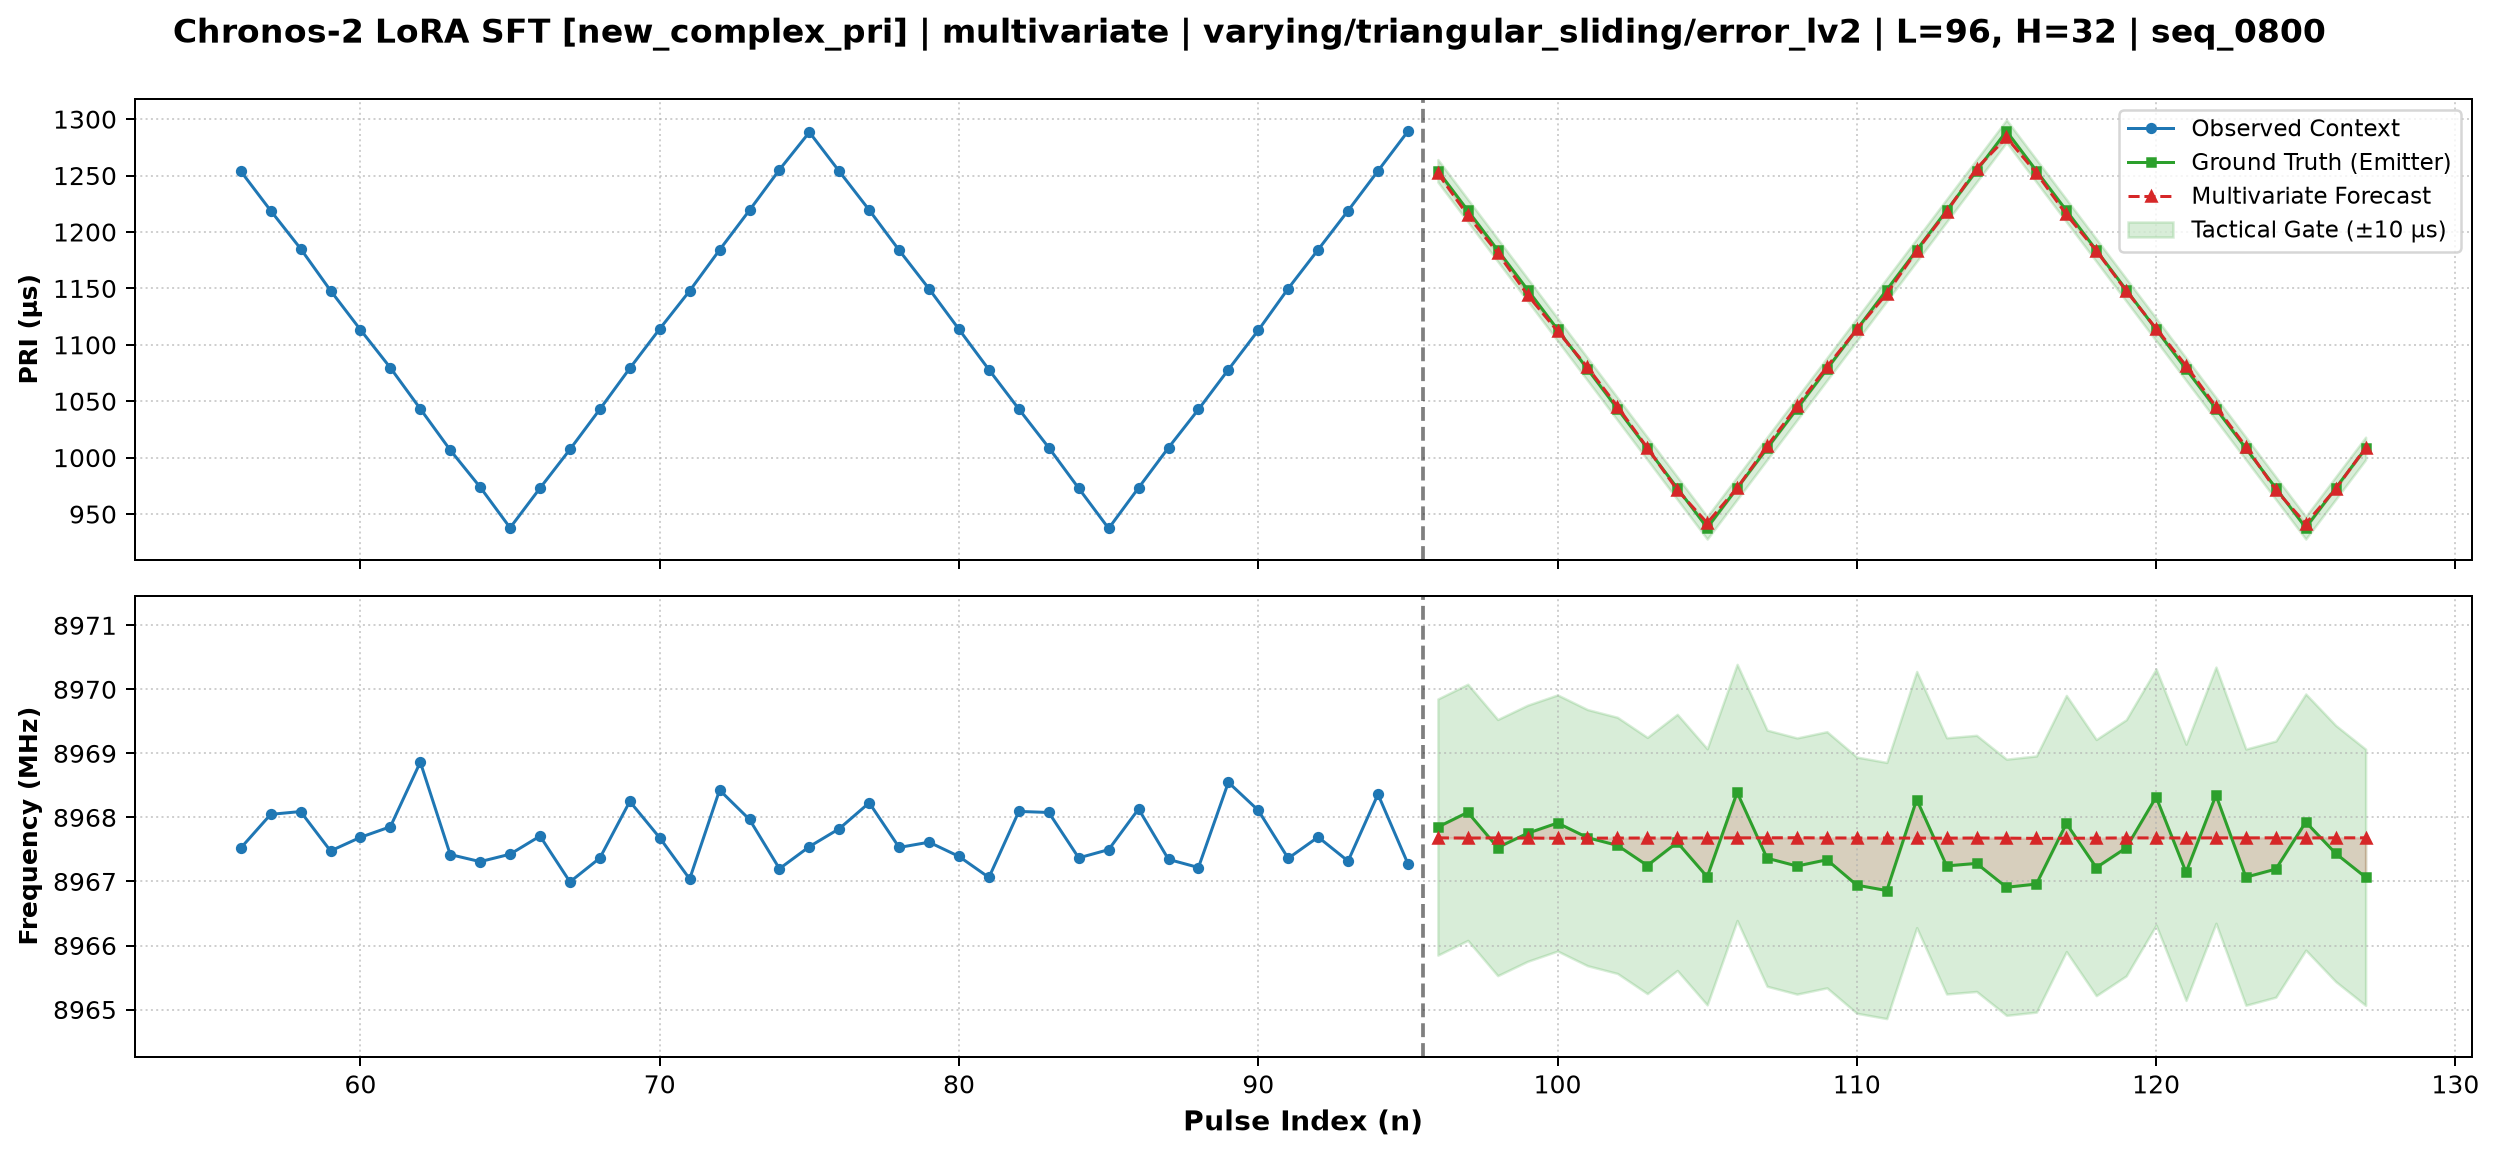 Chronos-2 LoRA SFT [new_complex_pri] | multivariate | varying/triangular_sliding/error_lv2 | L=96, H=32 | seq_0800
1300
1250
1200
1150
1100
1050
1000
950
PRI (µs)
Observed Context
Ground Truth (Emitter)
Multivariate Forecast
Tactical Gate (±10 µs)
8971
8970
8969
8968
8967
8966
8965
Frequency (MHz)
60 70 80 90 100 110 120 130
Pulse Index (n)